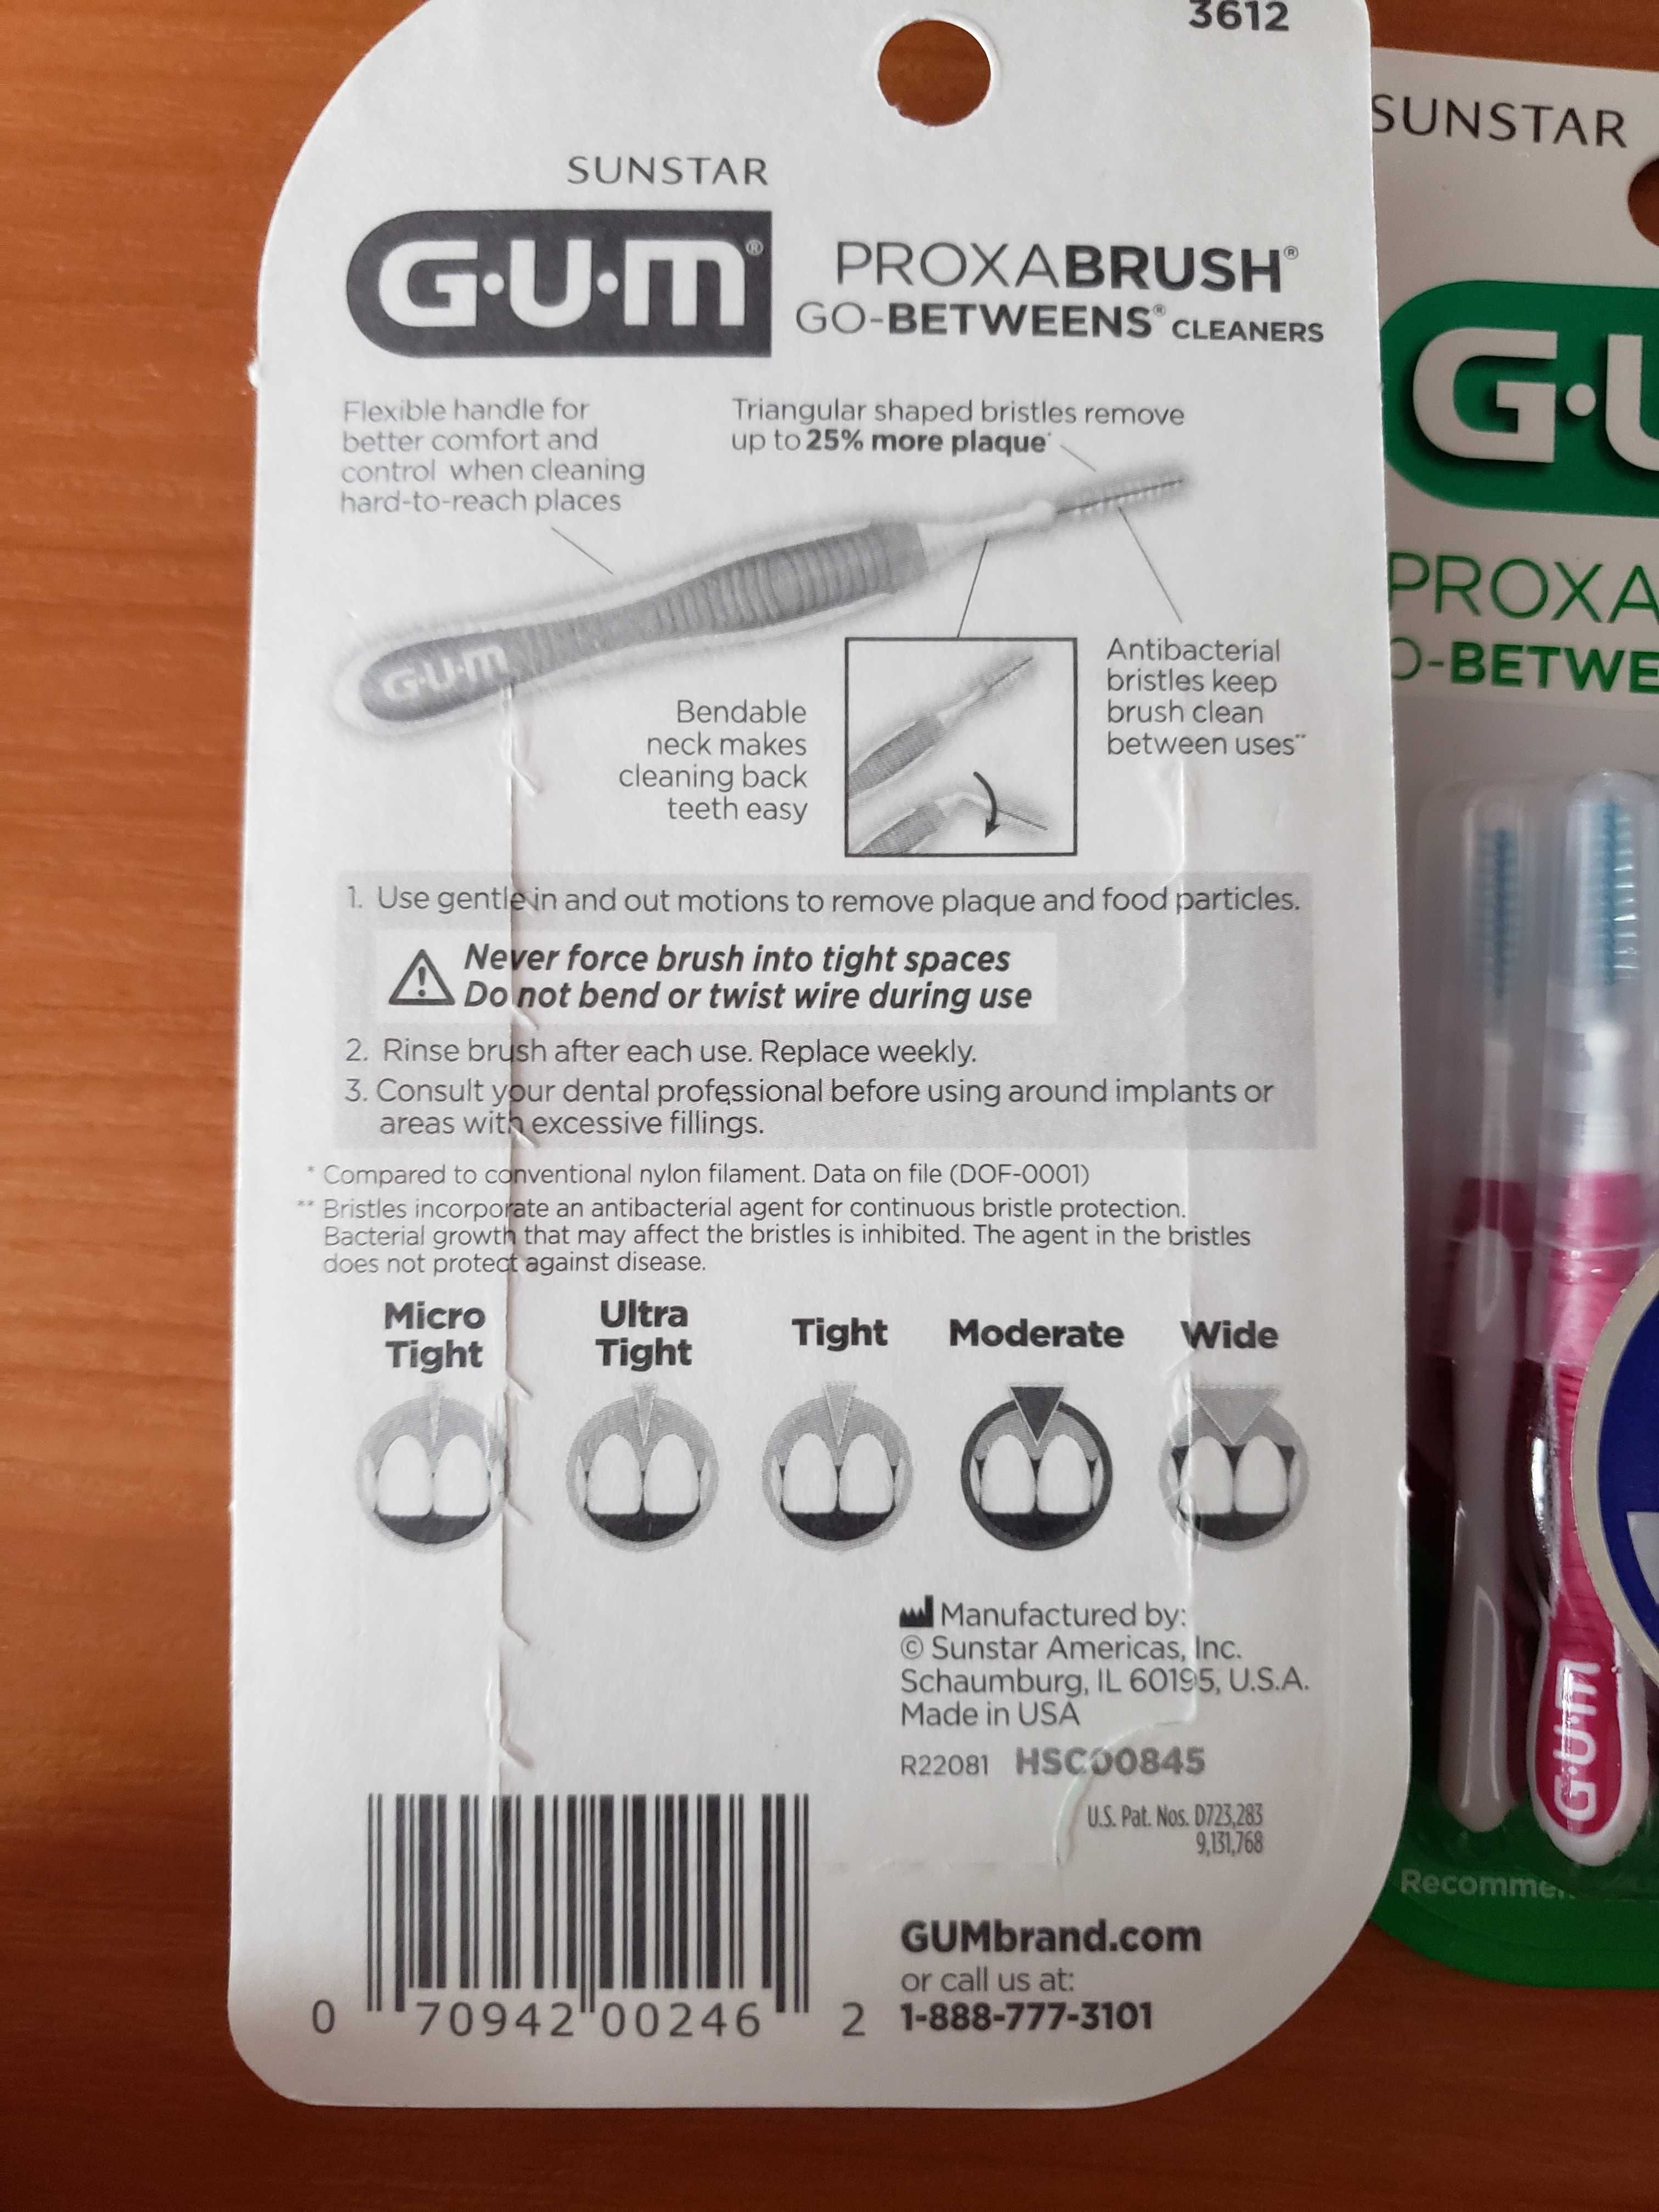 3612
SUNSTAR
G·U·M®
PROXABRUSH®
GO-BETWEENS® CLEANERS
Flexible handle for
better comfort and
control when cleaning
hard-to-reach places
Triangular shaped bristles remove
up to 25% more plaque*
G·U·M
Bendable
neck makes
cleaning back
teeth easy
Antibacterial
bristles keep
brush clean
between uses**
1. Use gentle in and out motions to remove plaque and food particles.
Never force brush into tight spaces
Do not bend or twist wire during use
2. Rinse brush after each use. Replace weekly.
3. Consult your dental professional before using around implants or
areas with excessive fillings.
* Compared to conventional nylon filament. Data on file (DOF-0001)
** Bristles incorporate an antibacterial agent for continuous bristle protection.
Bacterial growth that may affect the bristles is inhibited. The agent in the bristles
does not protect against disease.
Micro
Tight
Ultra
Tight
Tight
Moderate
Wide
Manufactured by:
© Sunstar Americas, Inc.
Schaumburg, IL 60195, U.S.A.
Made in USA
R22081 HSC00845
U.S. Pat. Nos. D723,283
9,131,768
0 70942 00246 2
GUMbrand.com
or call us at:
1-888-777-3101
SUNSTAR
G·U
PROXA
O-BETWE
G·U·M
Recomme